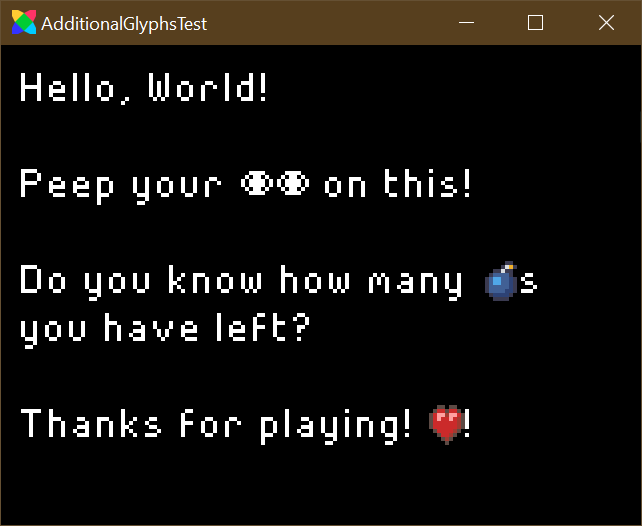 AdditionalGlyphsTest
Hello, World!
Peep your 👁👁 on this!
Do you know how many 💣s
you have left?
Thanks for playing! ❤!